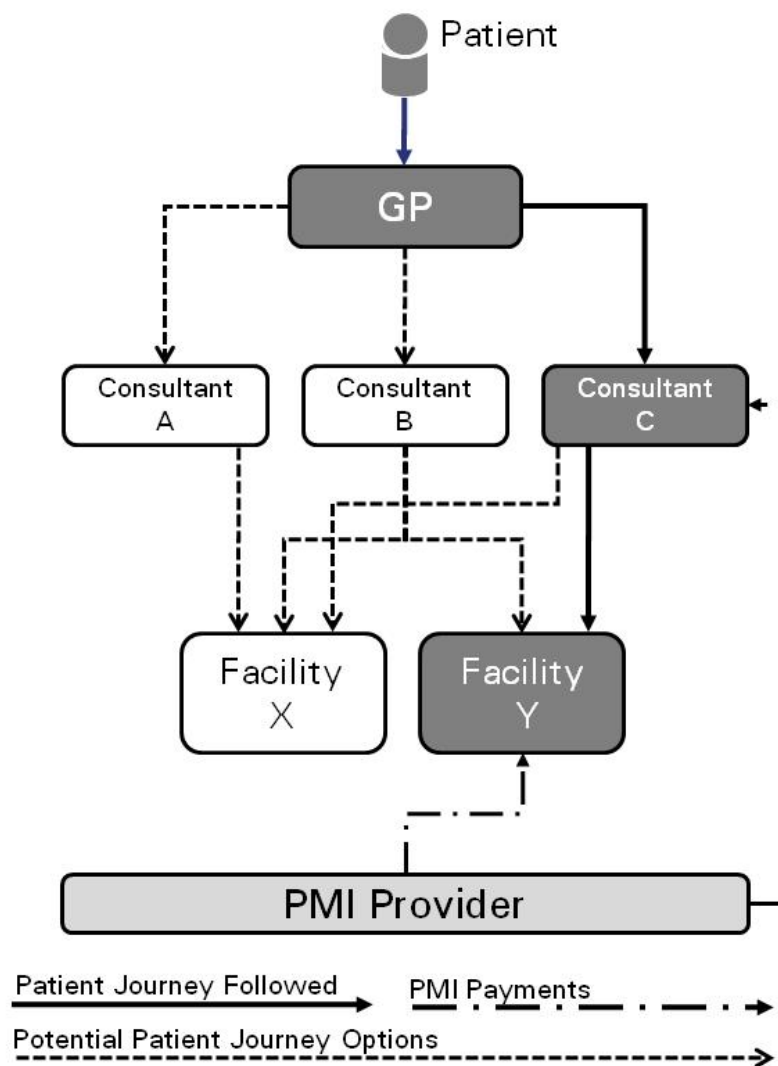 Patient
GP
Consultant
A
Consultant
B
Consultant
C
Facility
X
Facility
Y
PMI Provider
Patient Journey Followed
PMI Payments
Potential Patient Journey Options